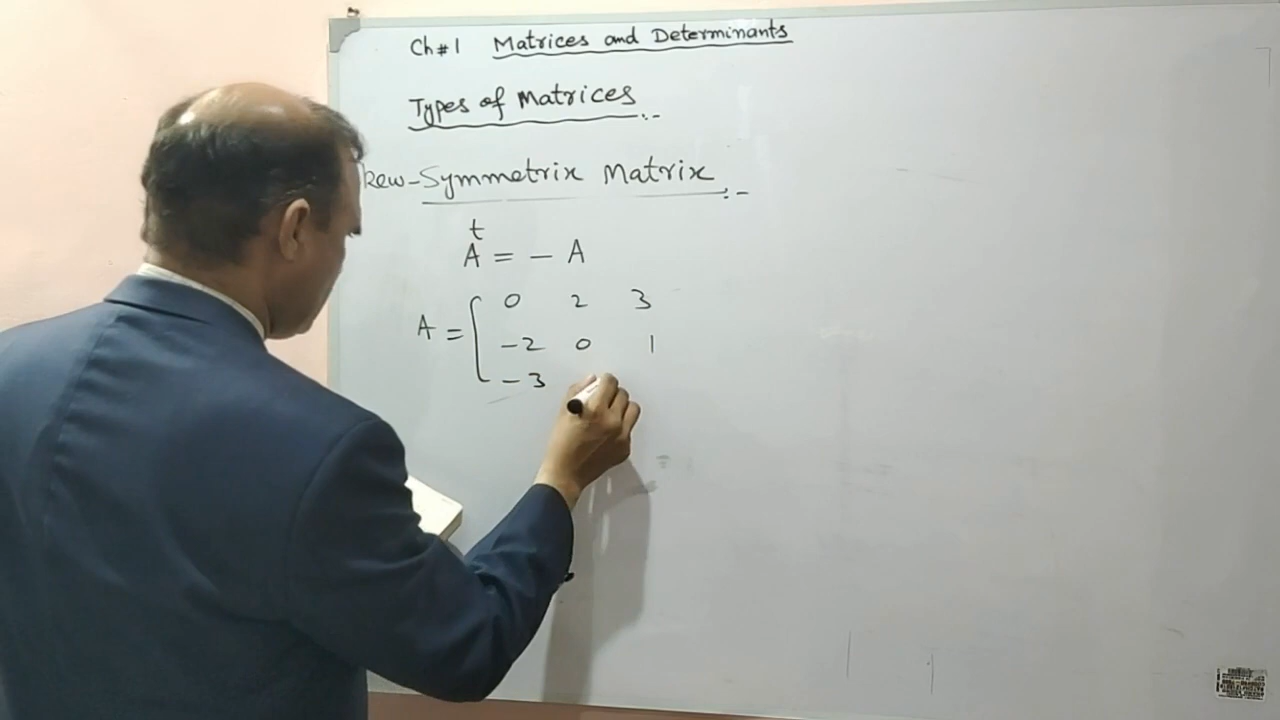 Ch#1 Matrices and Determinants
Types of Matrices :-
kew-Symmetrix Matrix :-
t
A = - A
A = [ 0 2 3
-2 0 1
-3